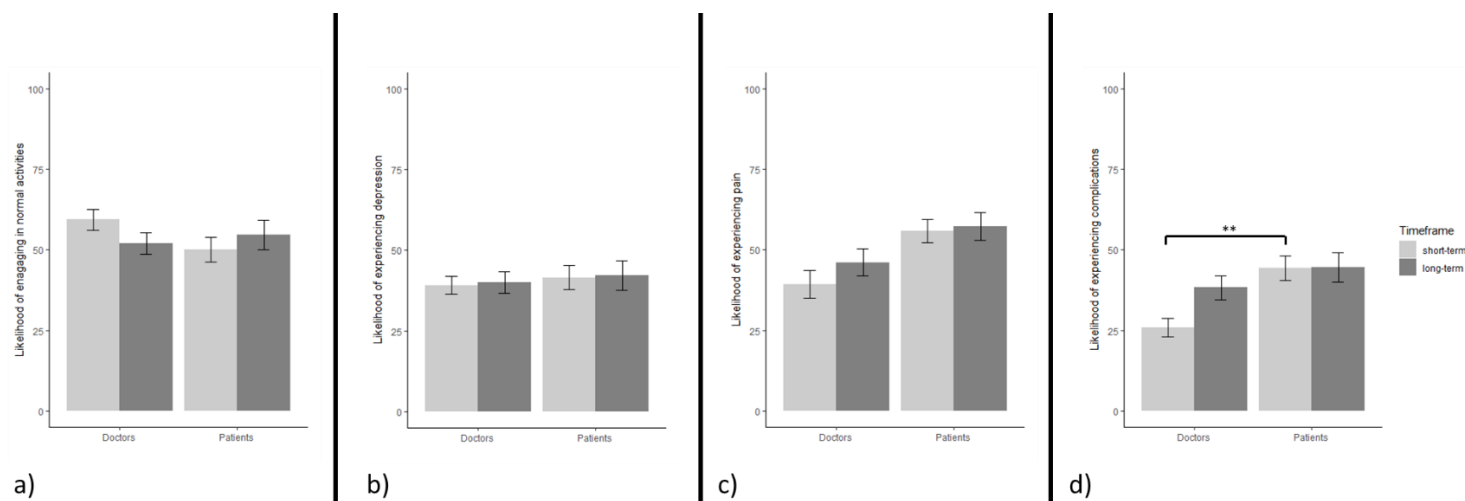 100
75
50
25
0
Likelihood of enagaging in normal activities
Doctors
Patients
a)
100
75
50
25
0
Likelihood of experiencing depression
Doctors
Patients
b)
100
75
50
25
0
Likelihood of experiencing pain
Doctors
Patients
c)
100
75
50
25
0
Likelihood of experiencing complications
**
Doctors
Patients
d)
Timeframe
short-term
long-term